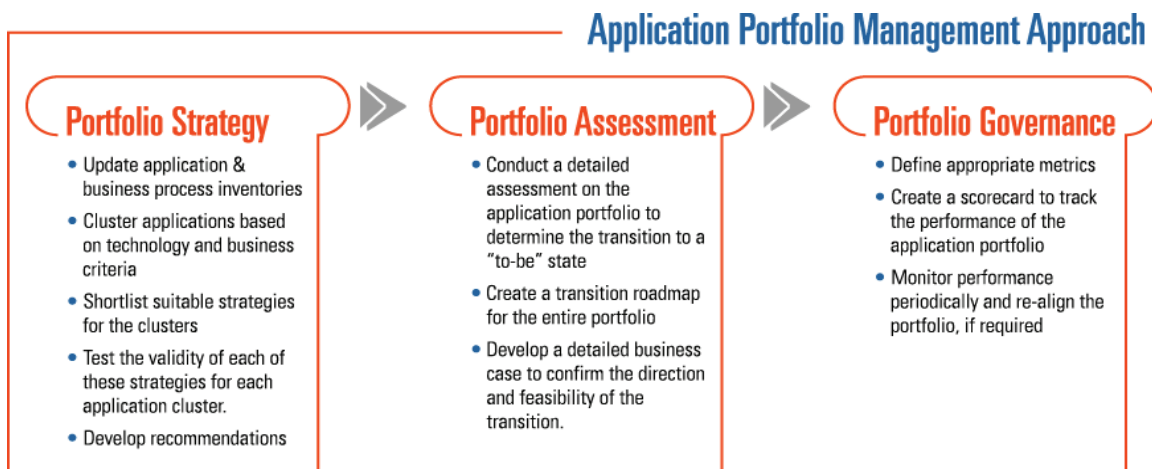 Application Portfolio Management Approach
Portfolio Strategy
• Update application &
business process inventories
• Cluster applications based
on technology and business
criteria
• Shortlist suitable strategies
for the clusters
• Test the validity of each of
these strategies for each
application cluster.
• Develop recommendations
Portfolio Assessment
• Conduct a detailed
assessment on the
application portfolio to
determine the transition to a
“to-be” state
• Create a transition roadmap
for the entire portfolio
• Develop a detailed business
case to confirm the direction
and feasibility of the
transition.
Portfolio Governance
• Define appropriate metrics
• Create a scorecard to track
the performance of the
application portfolio
• Monitor performance
periodically and re-align the
portfolio, if required